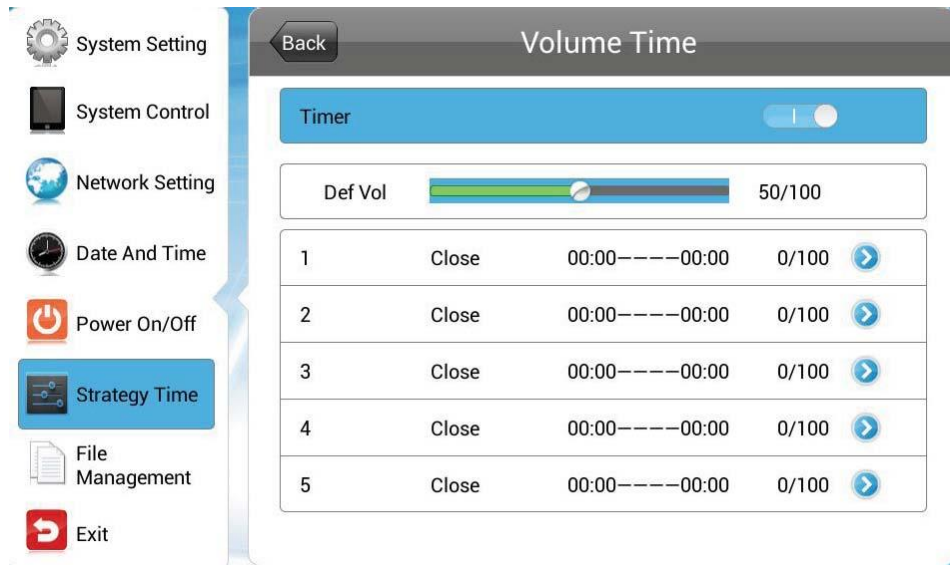 System Setting
System Control
Network Setting
Date And Time
Power On/Off
Strategy Time
File
Management
Exit
Back
Volume Time
Timer
Def Vol 50/100
1 Close 00:00----00:00 0/100
2 Close 00:00----00:00 0/100
3 Close 00:00----00:00 0/100
4 Close 00:00----00:00 0/100
5 Close 00:00----00:00 0/100